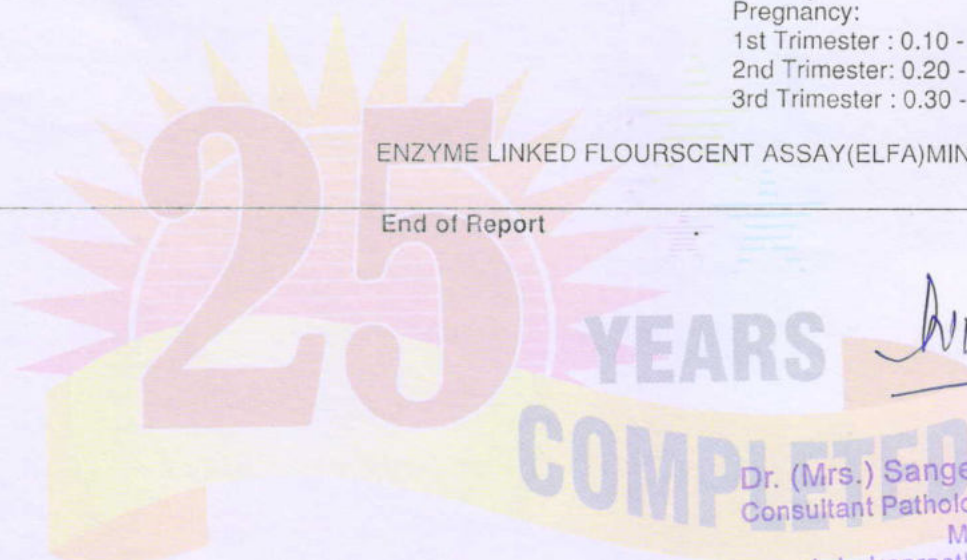 Pregnancy:
1st Trimester : 0.10 -
2nd Trimester: 0.20 -
3rd Trimester : 0.30 -
ENZYME LINKED FLOURSCENT ASSAY(ELFA)MIN
End of Report
25
YEARS
COMPLETED
Dr. (Mrs.) Sange
Consultant Patholo
M